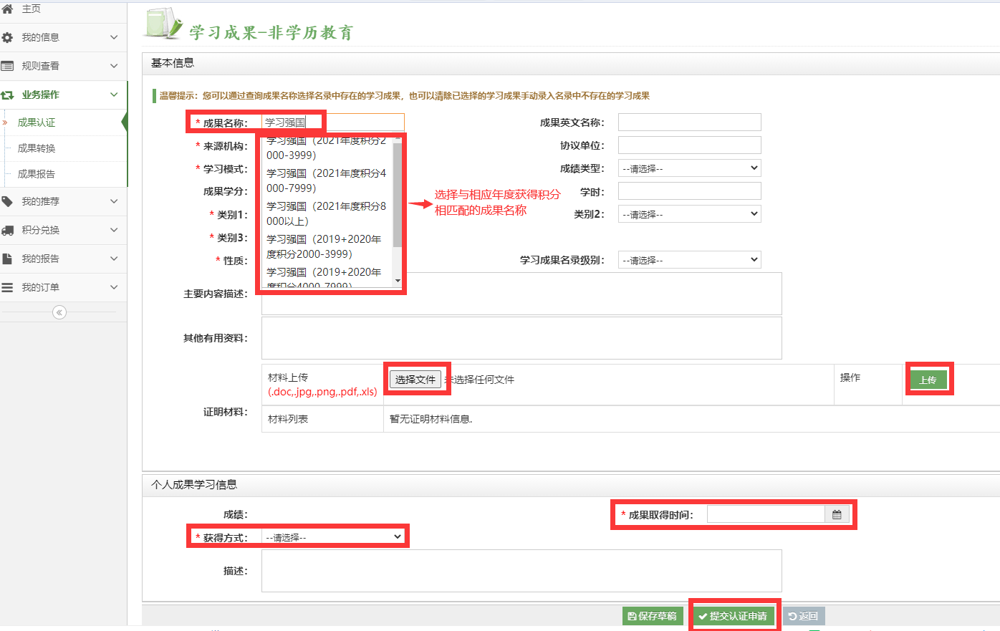 主页
我的信息
规则查看
业务操作
成果认证
成果转换
成果报告
我的推荐
积分兑换
我的报告
我的订单
学习成果-非学历教育
基本信息
温馨提示：您可以通过查询成果名称选择名录中存在的学习成果，也可以清除已选择的学习成果手动录入名录中不存在的学习成果
* 成果名称： 学习强国
成果英文名称：
* 来源机构：
协议单位：
* 学习模式：
成绩类型： --请选择--
成果学分：
学时：
* 类别1：
类别2： --请选择--
* 类别3：
* 性质：
学习成果名录级别： --请选择--
学习强国（2021年度积分2
000-3999）
学习强国（2021年度积分4
000-7999）
学习强国（2021年度积分8
000以上）
学习强国（2019+2020年
度积分2000-3999）
学习强国（2019+2020年
度积分4000-7999）
选择与相应年度获得积分
相匹配的成果名称
主要内容描述：
其他有用资料：
证明材料：
材料上传
(.doc,.jpg,.png,.pdf,.xls)
选择文件 未选择任何文件
操作
上传
材料列表
暂无证明材料信息.
个人成果学习信息
成绩：
* 成果取得时间：
* 获得方式： --请选择--
描述：
保存草稿
提交认证申请
返回